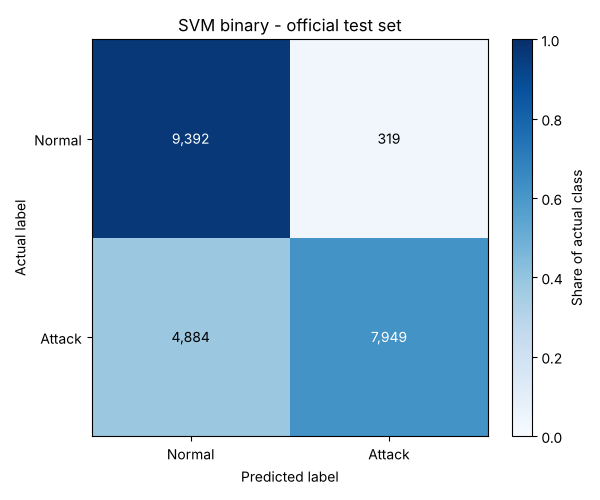 SVM binary - official test set
1.0
Normal
9,392
319
0.8
0.6
Actual label
Share of actual class
0.4
Attack
4,884
7,949
0.2
0.0
Normal
Attack
Predicted label